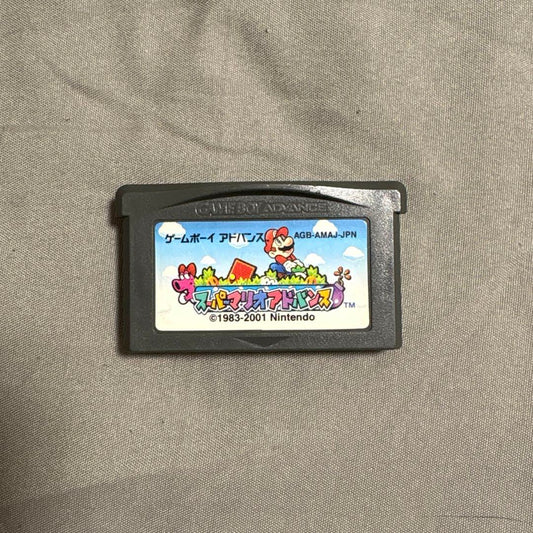 GAME BOY ADVANCE
ゲームボーイ アドバンス AGB-AMAJ-JPN
スーパーマリオアドバンス TM
©1983-2001 Nintendo